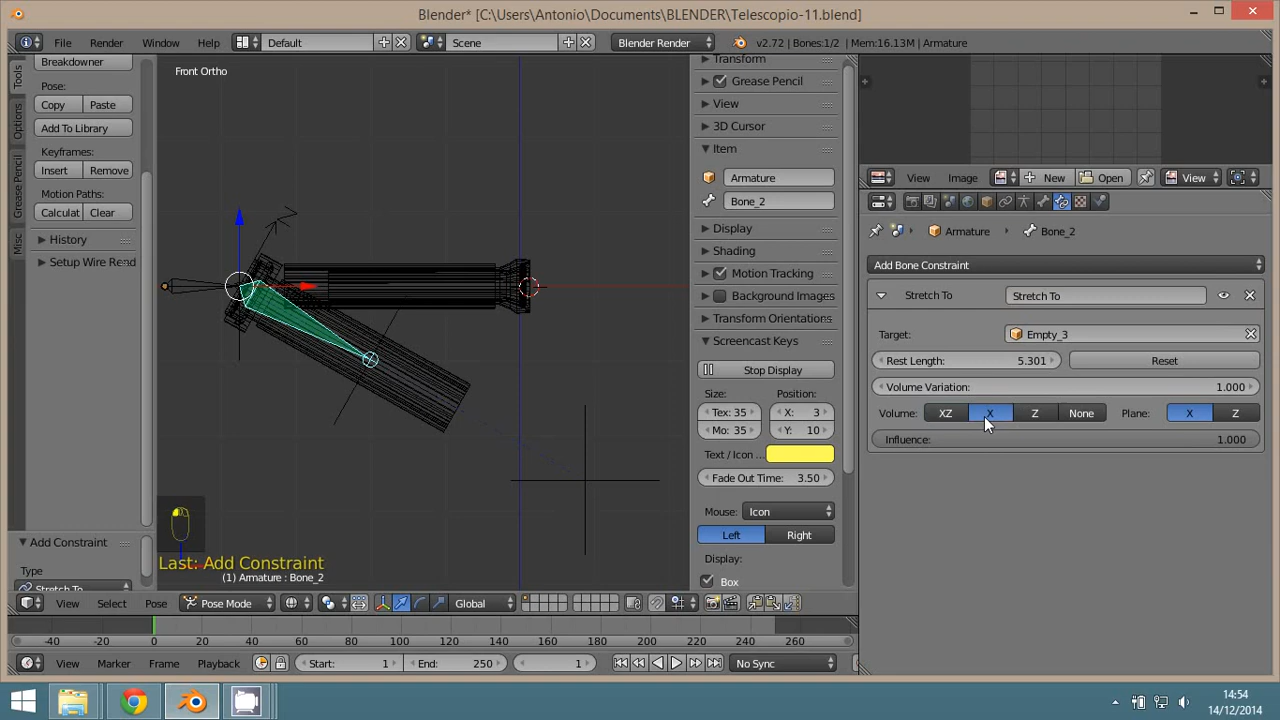 Blender* [C:\Users\Antonio\Documents\BLENDER\Telescopio-11.blend]
File Render Window Help Default Scene Blender Render v2.72 | Bones:1/2 | Mem:16.13M | Armature
Tools
Options
Grease Pencil
Misc
Breakdowner
Pose:
Copy Paste
Add To Library
Keyframes:
Insert Remove
Motion Paths:
Calculat Clear
History
Setup Wire Rend
Add Constraint
Type
Stretch To
Front Ortho
Last: Add Constraint
(1) Armature : Bone_2
Transform
Grease Pencil
View
3D Cursor
Item
Armature
Bone_2
Display
Shading
Motion Tracking
Background Images
Transform Orientations
Screencast Keys
Stop Display
Size: Position:
Tex: 35 X: 3
Mo: 35 Y: 10
Text / Icon ...
Fade Out Time: 3.50
Mouse: Icon
Left Right
Display:
Box
View Image New Open View
Armature Bone_2
Add Bone Constraint
Stretch To Stretch To
Target: Empty_3
Rest Length: 5.301 Reset
Volume Variation: 1.000
Volume: XZ X Z None Plane: X Z
Influence: 1.000
View Select Pose Pose Mode Global
-40 -20 0 20 40 60 80 100 120 140 160 180 200 220 240 260
View Marker Frame Playback Start: 1 End: 250 1 No Sync
14:54
14/12/2014